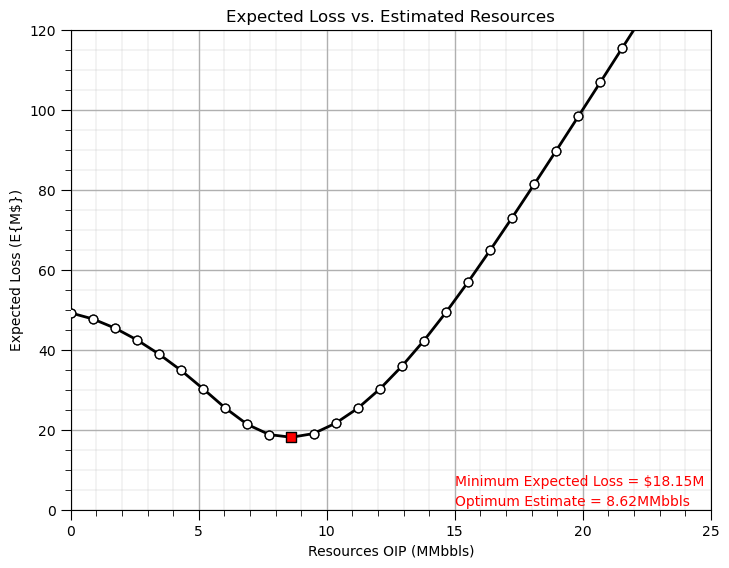 Expected Loss vs. Estimated Resources
120
100
80
60
40
20
0
Expected Loss (E{M$})
Minimum Expected Loss = $18.15M
Optimum Estimate = 8.62MMbbls
0 5 10 15 20 25
Resources OIP (MMbbls)